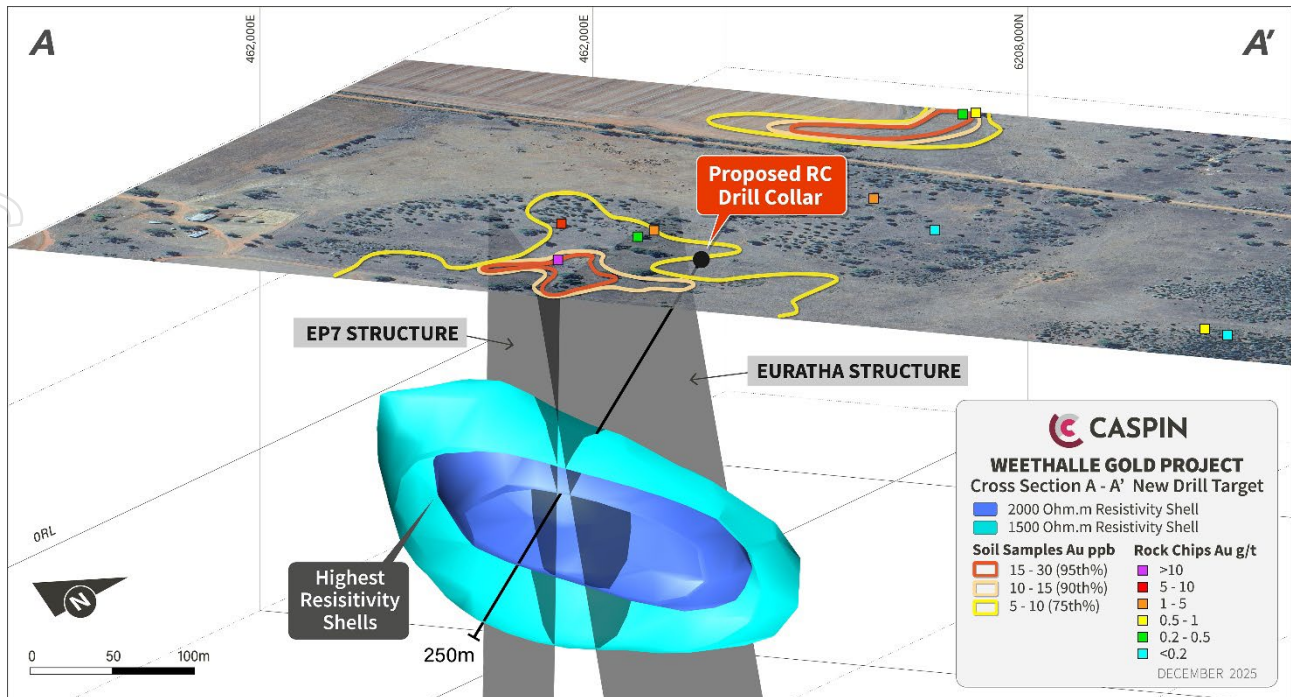 A
A'
462,000E
462,000E
6208,000N
Proposed RC
Drill Collar
EP7 STRUCTURE
EURATHA STRUCTURE
0RL
N
Highest
Resisitivity
Shells
250m
0 50 100m
CASPIN
WEETHALLE GOLD PROJECT
Cross Section A - A' New Drill Target
2000 Ohm.m Resistivity Shell
1500 Ohm.m Resistivity Shell
Soil Samples Au ppb
15 - 30 (95th%)
10 - 15 (90th%)
5 - 10 (75th%)
Rock Chips Au g/t
>10
5 - 10
1 - 5
0.5 - 1
0.2 - 0.5
<0.2
DECEMBER 2025